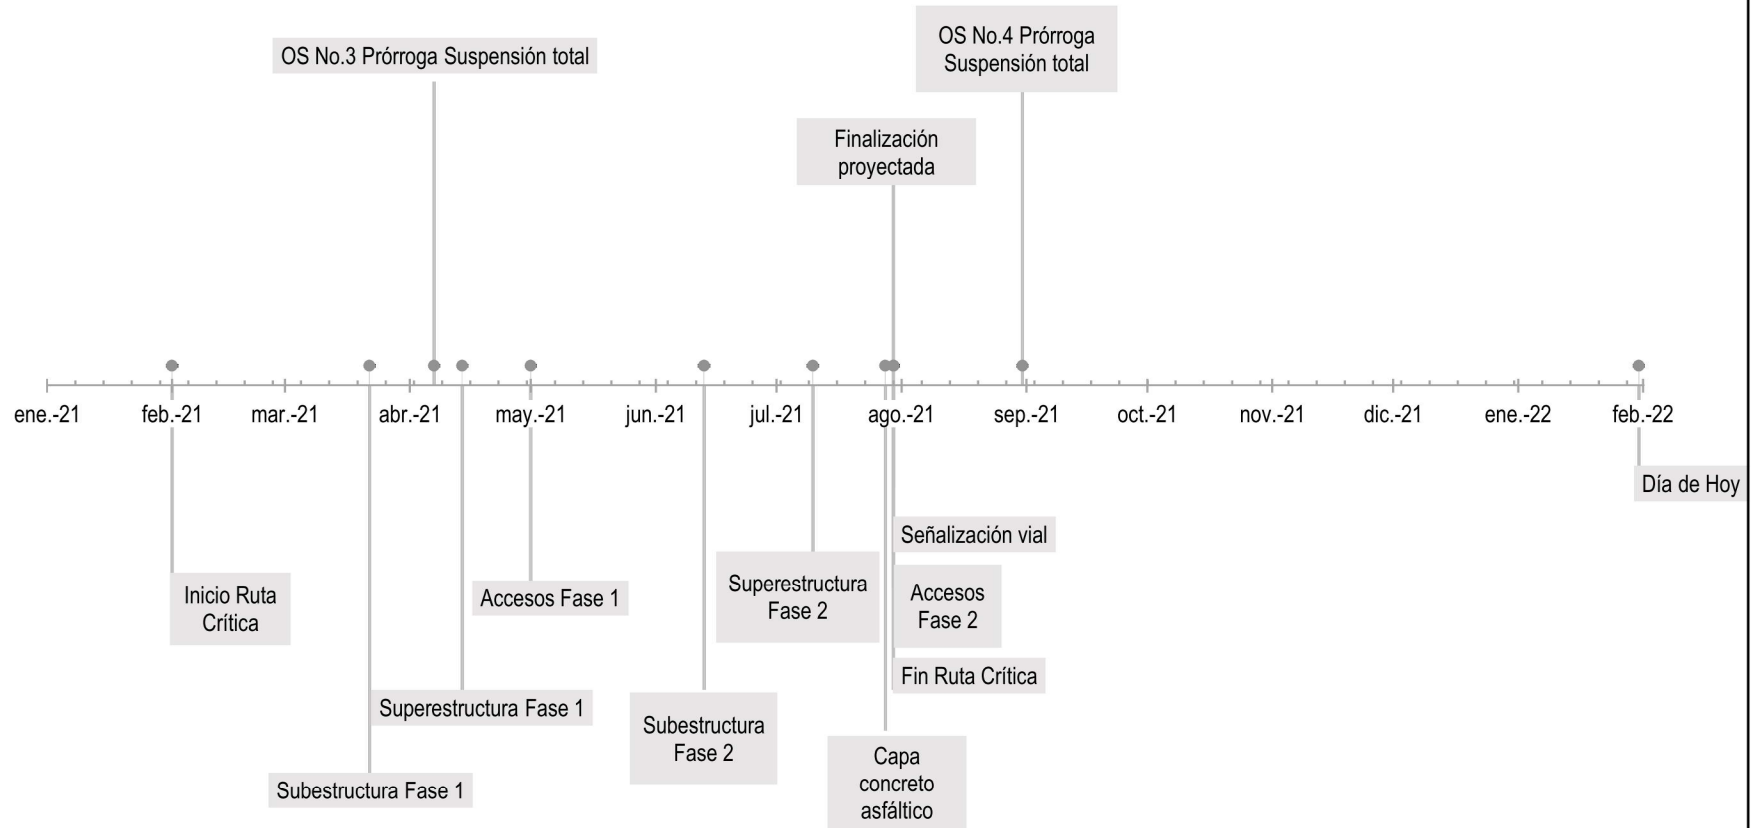 OS No.4 Prórroga
Suspensión total
OS No.3 Prórroga Suspensión total
Finalización
proyectada
ene.-21
feb.-21
mar.-21
abr.-21
may.-21
jun.-21
jul.-21
ago.-21
sep.-21
oct.-21
nov.-21
dic.-21
ene.-22
feb.-22
Día de Hoy
Señalización vial
Inicio Ruta
Crítica
Accesos Fase 1
Superestructura
Fase 2
Accesos
Fase 2
Fin Ruta Crítica
Superestructura Fase 1
Subestructura
Fase 2
Capa
concreto
asfáltico
Subestructura Fase 1